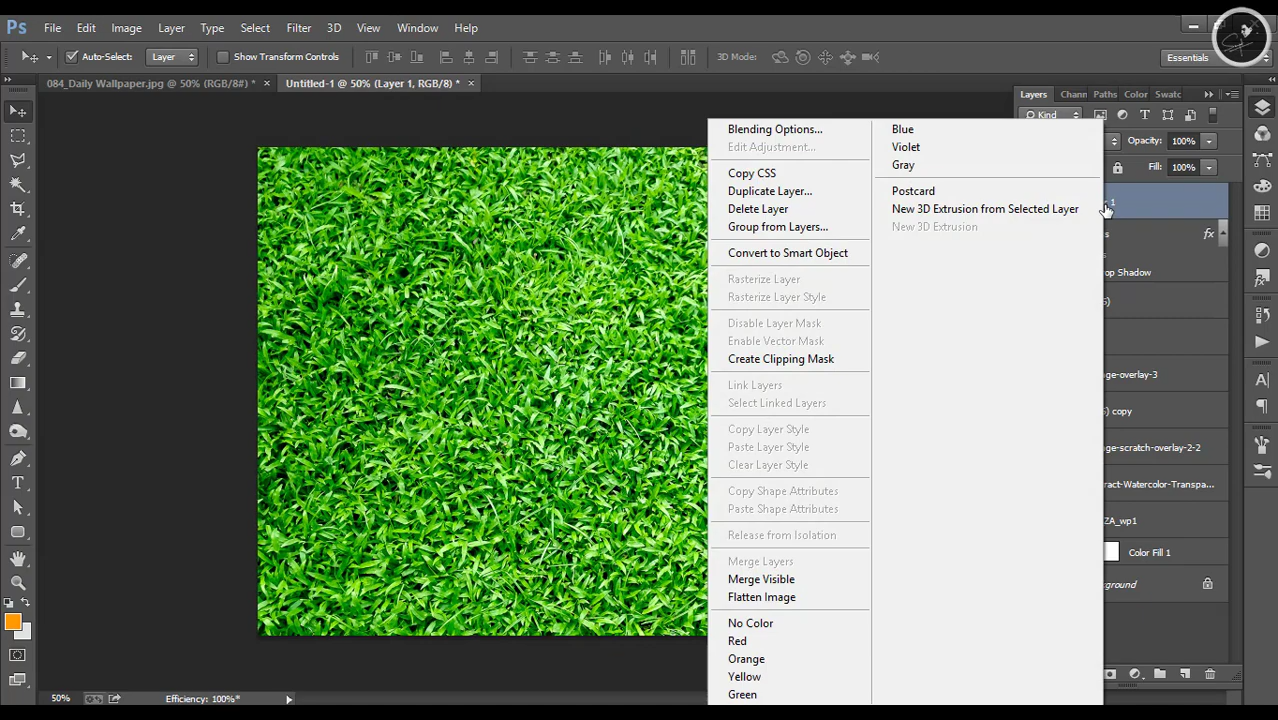 Ps File Edit Image Layer Type Select Filter 3D View Window Help
Auto-Select: Layer Show Transform Controls 3D Mode: Essentials
084_Daily Wallpaper.jpg @ 50% (RGB/8#) * × Untitled-1 @ 50% (Layer 1, RGB/8) * ×
Layers Chann Paths Color Swatc
Kind
Opacity: 100%
Fill: 100%
1
s fx
s
op Shadow
5)
ge-overlay-3
) copy
ge-scratch-overlay-2-2
ract-Watercolor-Transpa...
ZA_wp1
Color Fill 1
ground
Blending Options...
Edit Adjustment...
Copy CSS
Duplicate Layer...
Delete Layer
Group from Layers...
Convert to Smart Object
Rasterize Layer
Rasterize Layer Style
Disable Layer Mask
Enable Vector Mask
Create Clipping Mask
Link Layers
Select Linked Layers
Copy Layer Style
Paste Layer Style
Clear Layer Style
Copy Shape Attributes
Paste Shape Attributes
Release from Isolation
Merge Layers
Merge Visible
Flatten Image
No Color
Red
Orange
Yellow
Green
Blue
Violet
Gray
Postcard
New 3D Extrusion from Selected Layer
New 3D Extrusion
50% Efficiency: 100%*